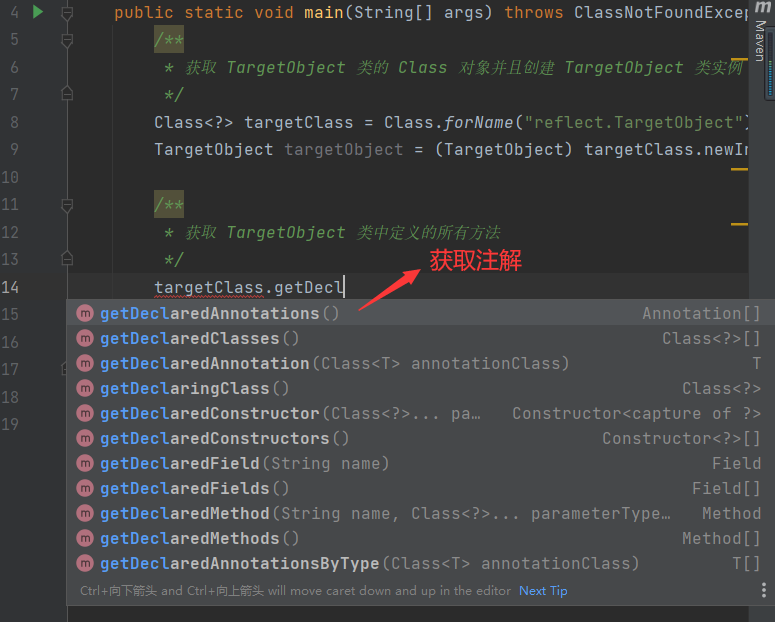 4 public static void main(String[] args) throws ClassNotFoundExcep
5 /**
6 * 获取 TargetObject 类的 Class 对象并且创建 TargetObject 类实例
7 */
8 Class<?> targetClass = Class.forName("reflect.TargetObject")
9 TargetObject targetObject = (TargetObject) targetClass.newIn
10
11 /**
12 * 获取 TargetObject 类中定义的所有方法
13 */
获取注解
14 targetClass.getDecl
15
16
17
18
19
getDeclaredAnnotations() Annotation[]
getDeclaredClasses() Class<?>[]
getDeclaredAnnotation(Class<T> annotationClass) T
getDeclaringClass() Class<?>
getDeclaredConstructor(Class<?>... pa… Constructor<capture of ?>
getDeclaredConstructors() Constructor<?>[]
getDeclaredField(String name) Field
getDeclaredFields() Field[]
getDeclaredMethod(String name, Class<?>... parameterType… Method
getDeclaredMethods() Method[]
getDeclaredAnnotationsByType(Class<T> annotationClass) T[]
Ctrl+向下箭头 and Ctrl+向上箭头 will move caret down and up in the editor Next Tip
m
Maven